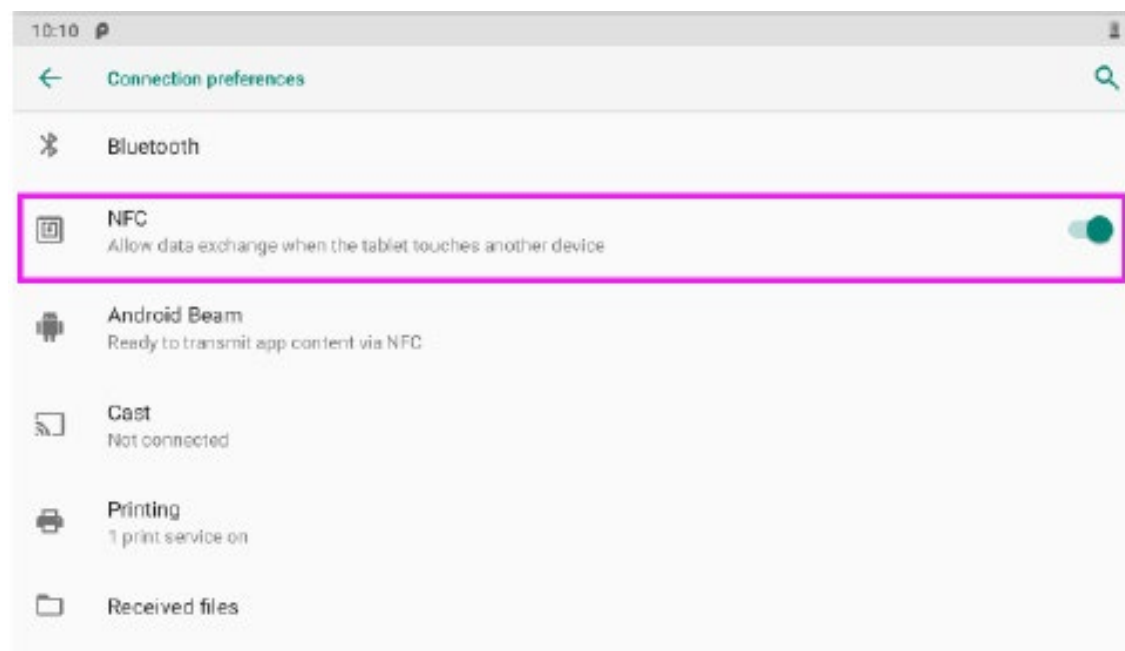 10:10
Connection preferences
Bluetooth
NFC
Allow data exchange when the tablet touches another device
Android Beam
Ready to transmit app content via NFC
Cast
Not connected
Printing
1 print service on
Received files